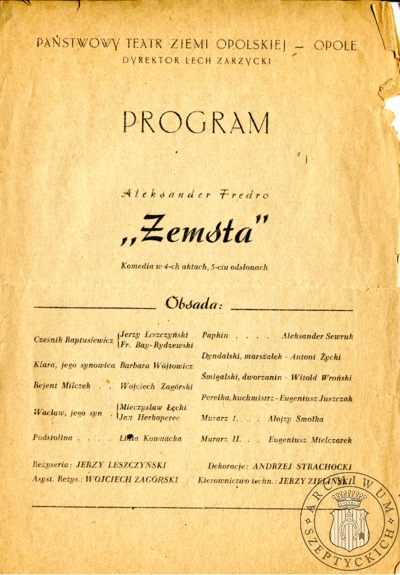 PAŃSTWOWY TEATR ZIEMI OPOLSKIEJ — OPOLE
DYREKTOR LECH ZARZYCKI
PROGRAM
Aleksander Fredro
„Zemsta”
Komedia w 4-ch aktach, 5-ciu odsłonach
Obsada:
Cześnik Raptusiewicz { Jerzy Leszczyński
Fr. Bay-Rydzewski
Klara, jego synowica Barbara Wójtowicz
Rejent Milczek . . Wojciech Zagórski
Wacław, jego syn . { Mieczysław Łęcki
Jan Herkoperec
Podstolina . . . . Kownacka
Papkin . . . . Aleksander Sewruk
Dyndalski, marszałek - Antoni Życki
Śmigalski, dworzanin - Witold Wroński
Perełka, kuchmistrz - Eugeniusz Juszczak
Murarz I. . . Alojzy Smolka
Murarz II. . . Eugeniusz Mielczarek
Reżyseria: JERZY LESZCZYŃSKI
Asyst. Reżys.: WOJCIECH ZAGÓRSKI
Dekoracje: ANDRZEJ STRACHOCKI
Kierownictwo techn.: JERZY ZIELIŃSKI
ARCHIWUM
SZEPTYCKICH